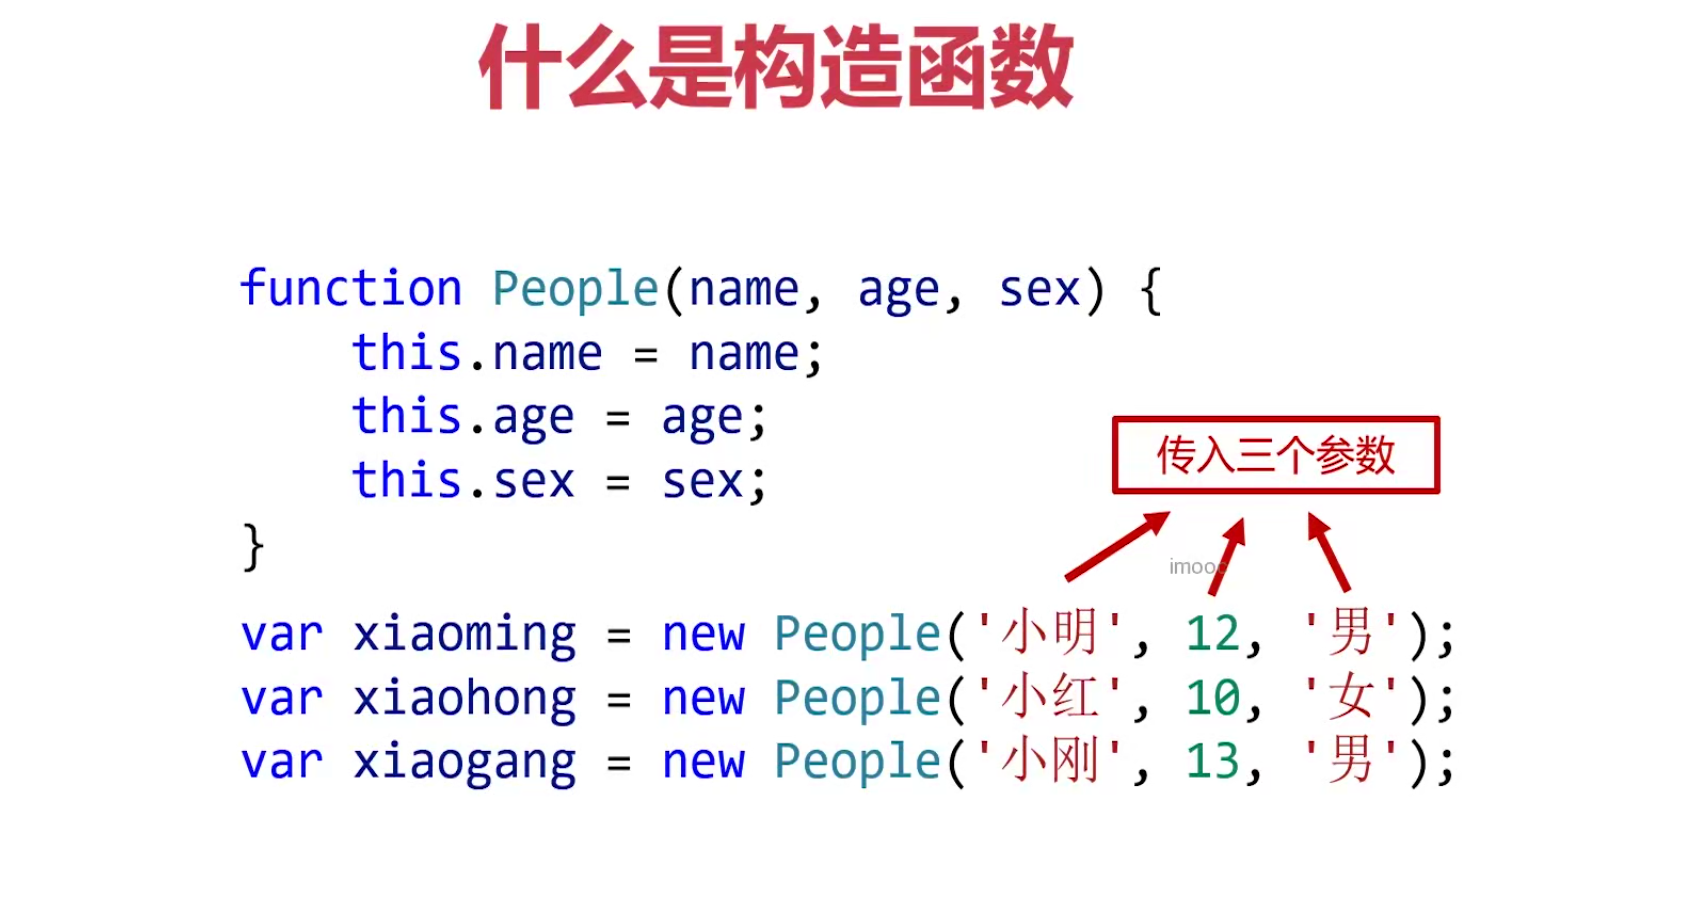 什么是构造函数
function People(name, age, sex) {
    this.name = name;
    this.age = age;
    this.sex = sex;
}
传入三个参数
imooc
var xiaoming = new People('小明', 12, '男');
var xiaohong = new People('小红', 10, '女');
var xiaogang = new People('小刚', 13, '男');